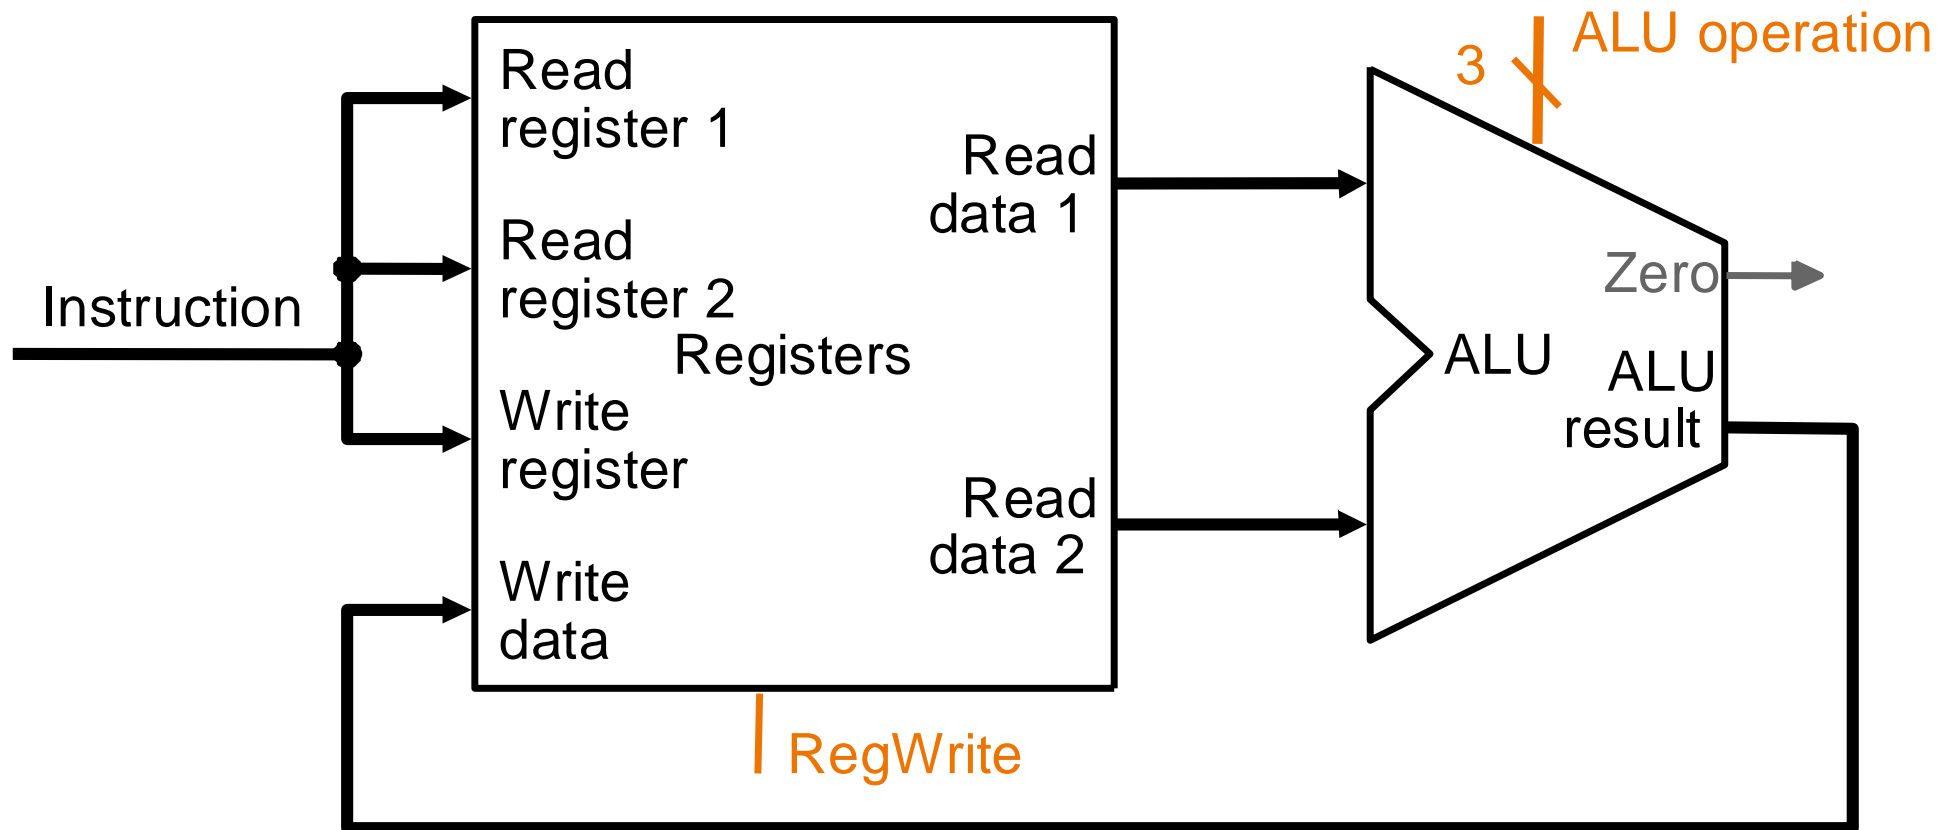 Instruction
Read
register 1
Read
register 2
Registers
Write
register
Write
data
Read
data 1
Read
data 2
RegWrite
3
ALU operation
Zero
ALU
ALU
result